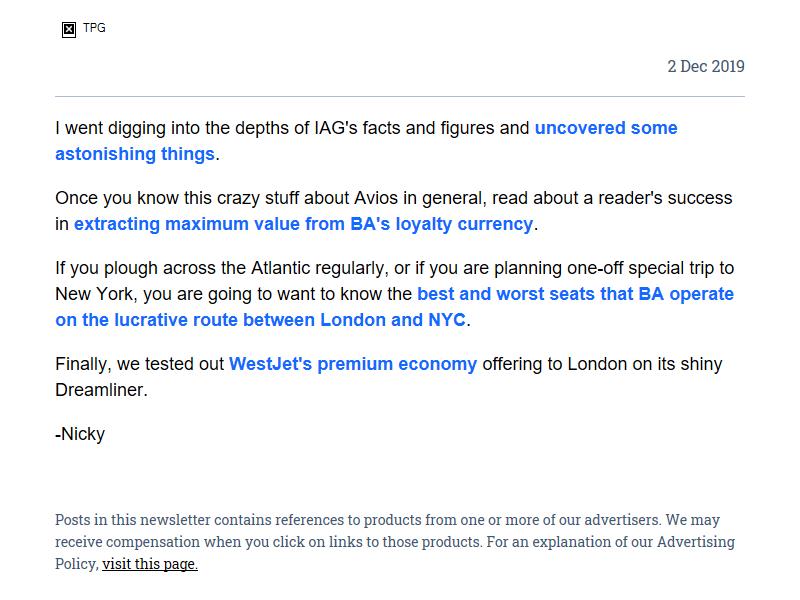 TPG
2 Dec 2019
I went digging into the depths of IAG's facts and figures and uncovered some
astonishing things.
Once you know this crazy stuff about Avios in general, read about a reader's success
in extracting maximum value from BA's loyalty currency.
If you plough across the Atlantic regularly, or if you are planning one-off special trip to
New York, you are going to want to know the best and worst seats that BA operate
on the lucrative route between London and NYC.
Finally, we tested out WestJet's premium economy offering to London on its shiny
Dreamliner.
-Nicky
Posts in this newsletter contains references to products from one or more of our advertisers. We may
receive compensation when you click on links to those products. For an explanation of our Advertising
Policy, visit this page.